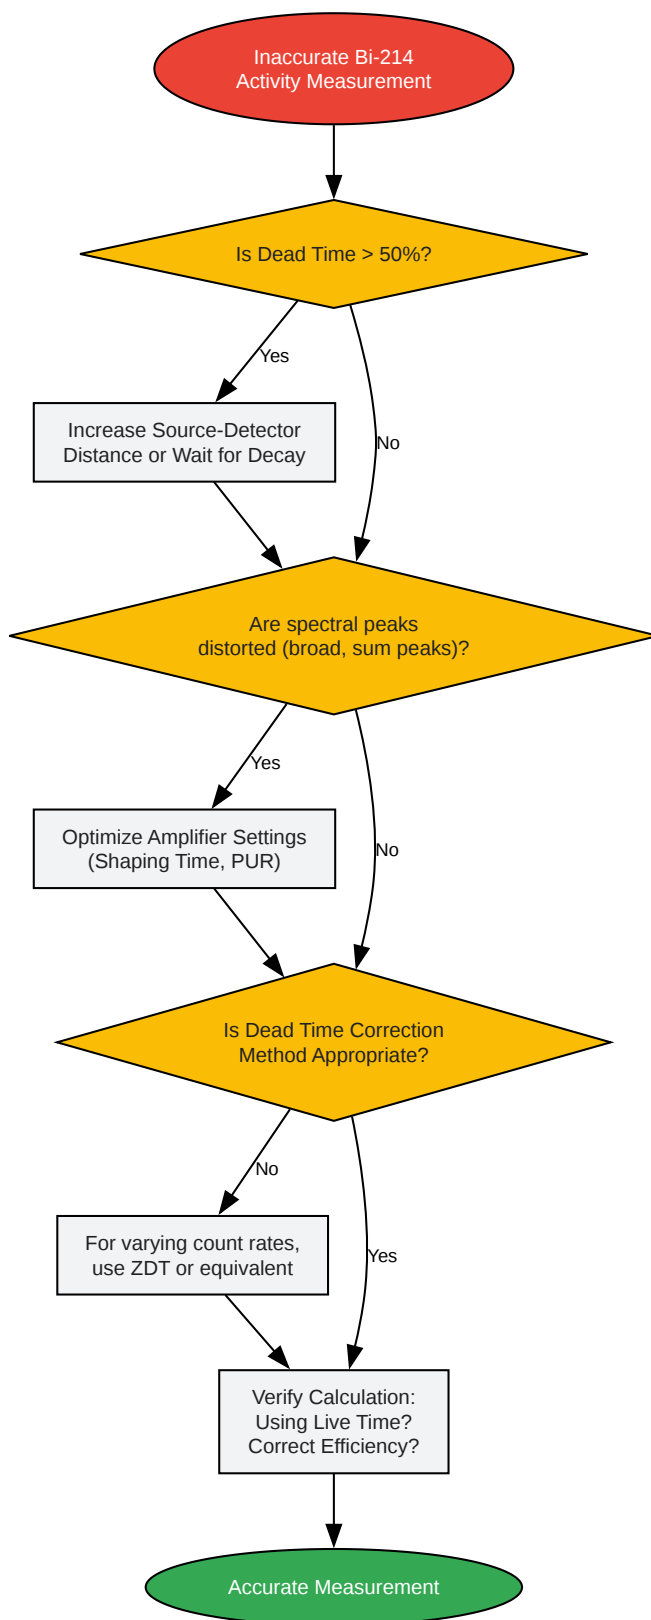 Inaccurate Bi-214
Activity Measurement
Is Dead Time > 50%?
Yes
Increase Source-Detector
Distance or Wait for Decay
No
Are spectral peaks
distorted (broad, sum peaks)?
Yes
Optimize Amplifier Settings
(Shaping Time, PUR)
No
Is Dead Time Correction
Method Appropriate?
No
For varying count rates,
use ZDT or equivalent
Yes
Verify Calculation:
Using Live Time?
Correct Efficiency?
Accurate Measurement